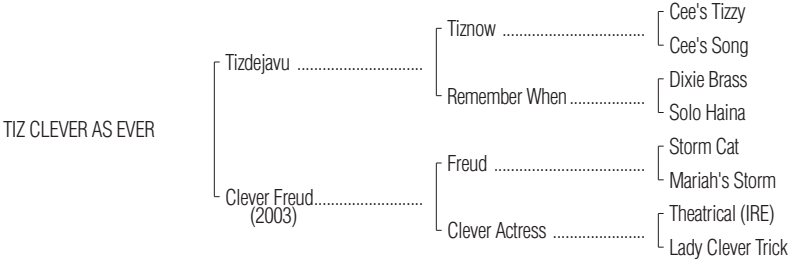 Cee's Tizzy
Tiznow ..........................................
Cee's Song
Tizdejavu .....................................
Dixie Brass
Remember When ......................
Solo Haina
TIZ CLEVER AS EVER
Storm Cat
Freud ............................................
Mariah's Storm
Clever Freud................................
(2003)
Theatrical (IRE)
Clever Actress ...........................
Lady Clever Trick